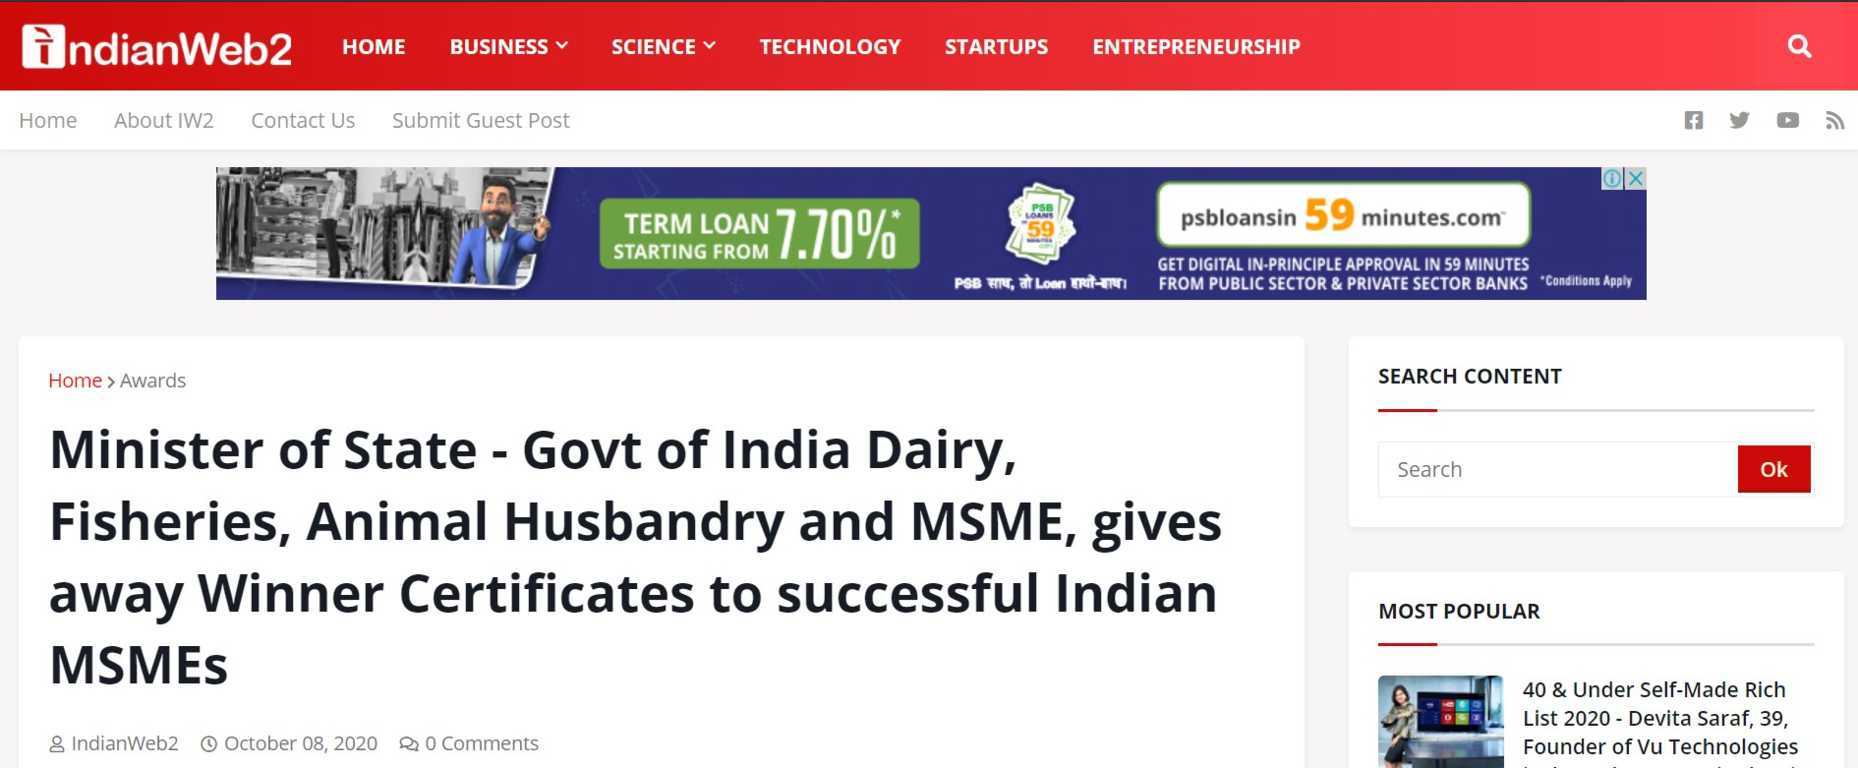 IndianWeb2
HOME BUSINESS SCIENCE TECHNOLOGY STARTUPS ENTREPRENEURSHIP
Home About IW2 Contact Us Submit Guest Post
TERM LOAN
STARTING FROM 7.70%*
PSB
LOANS
IN
59
MINUTES
.COM
PSB साथ, तो Loan हाथों-हाथ।
psbloansin 59 minutes.com
GET DIGITAL IN-PRINCIPLE APPROVAL IN 59 MINUTES
FROM PUBLIC SECTOR & PRIVATE SECTOR BANKS *Conditions Apply
Home > Awards
Minister of State - Govt of India Dairy,
Fisheries, Animal Husbandry and MSME, gives
away Winner Certificates to successful Indian
MSMEs
IndianWeb2 October 08, 2020 0 Comments
SEARCH CONTENT
Search Ok
MOST POPULAR
40 & Under Self-Made Rich
List 2020 - Devita Saraf, 39,
Founder of Vu Technologies